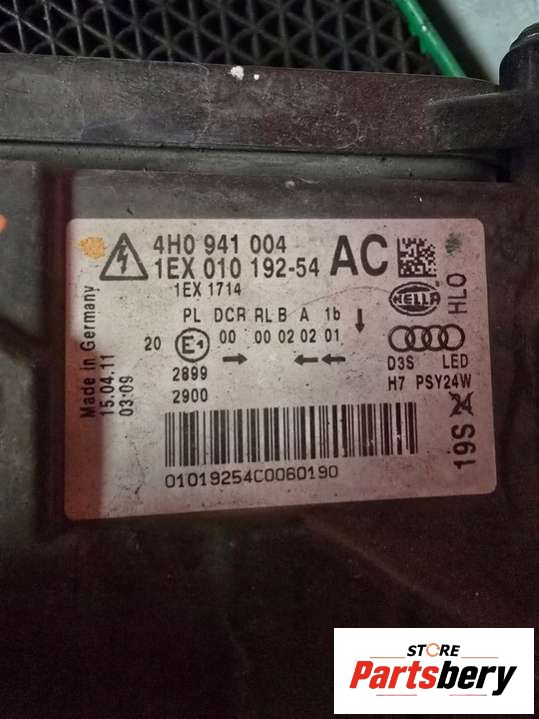 4H0 941 004
1EX 010 192-54 AC
1EX 1714
HELLA
HLO
PL DCR RL B A 1b
20 E1 00 00 02 02 01
2899
2900
D3S LED
H7 PSY24W
Made in Germany
15.04.11
03:09
19S 24
01019254C0060190
STORE
Partsbery